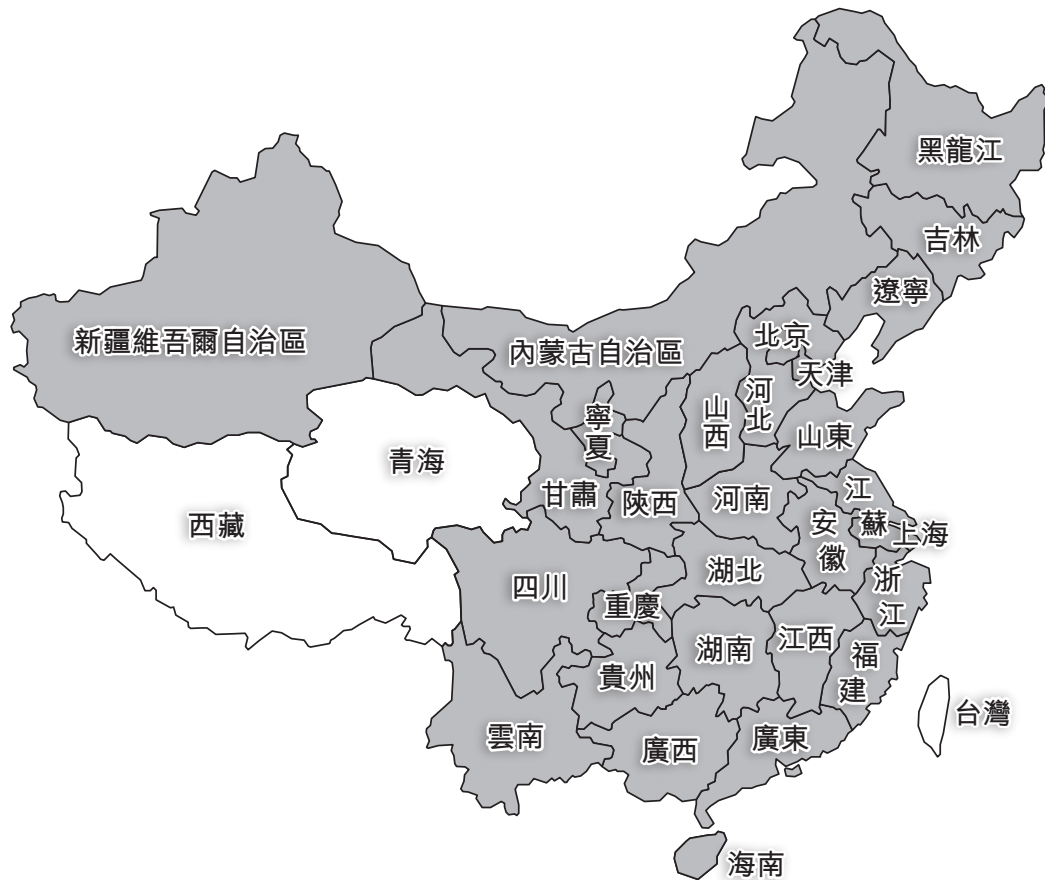 黑龍江
吉林
遼寧
新疆維吾爾自治區
內蒙古自治區
北京
天津
河北
山西
山東
寧夏
青海
甘肅
陝西
河南
江蘇
安徽
上海
西藏
四川
重慶
湖北
浙江
湖南
江西
福建
貴州
雲南
廣西
廣東
台灣
海南